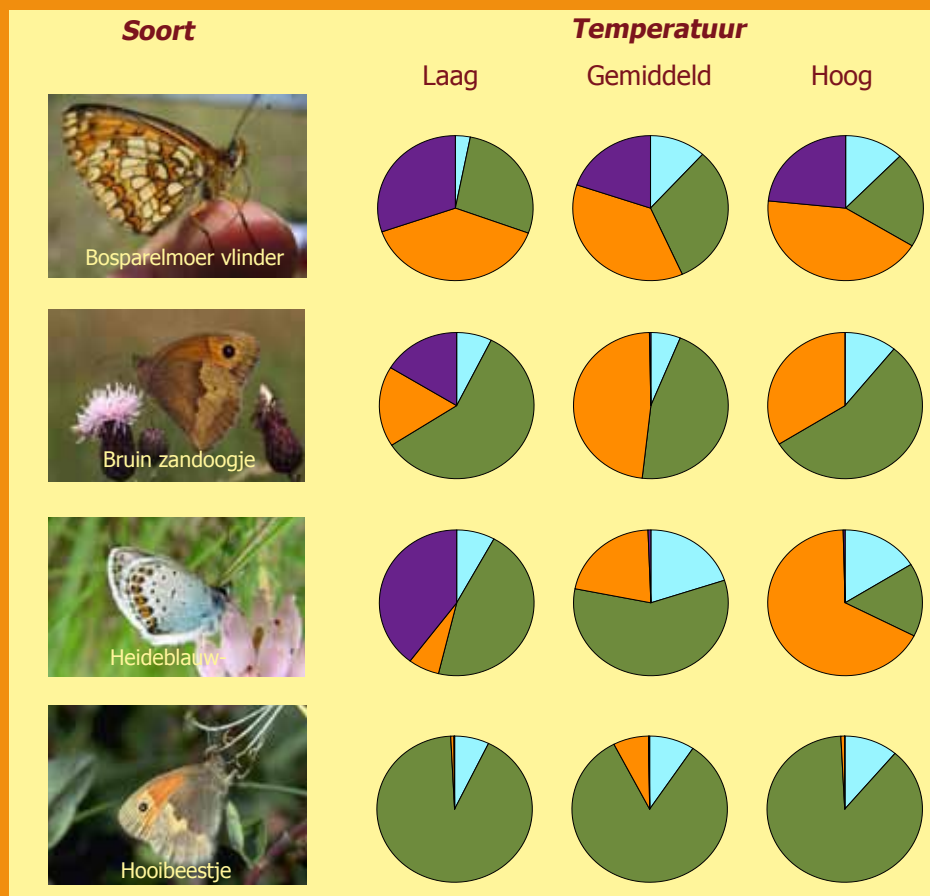 Soort
Temperatuur
Laag Gemiddeld Hoog
Bosparelmoer vlinder
Bruin zandoogje
Heideblauw-
Hooibeestje